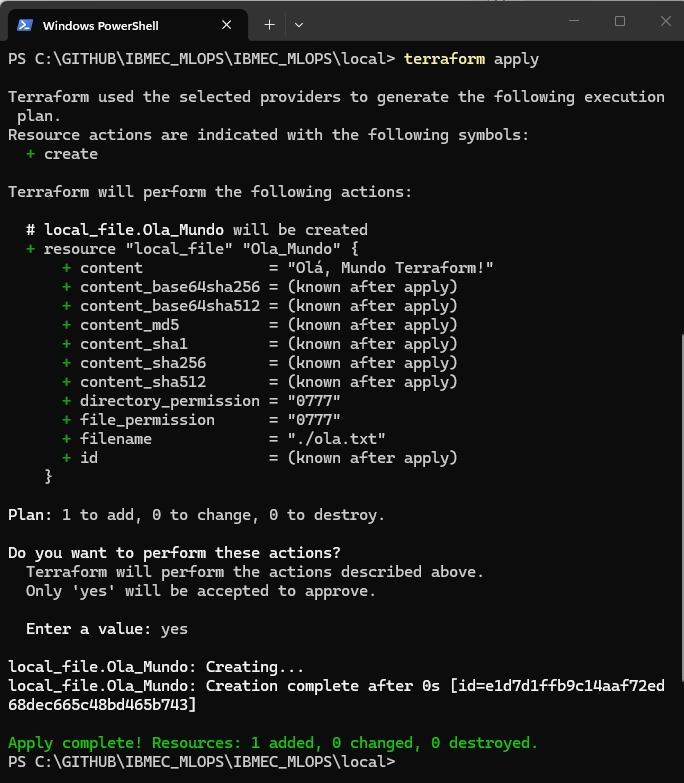 Windows PowerShell
PS C:\GITHUB\IBMEC_MLOPS\IBMEC_MLOPS\local> terraform apply
Terraform used the selected providers to generate the following execution
 plan.
Resource actions are indicated with the following symbols:
  + create
Terraform will perform the following actions:
  # local_file.Ola_Mundo will be created
  + resource "local_file" "Ola_Mundo" {
      + content              = "Olá, Mundo Terraform!"
      + content_base64sha256 = (known after apply)
      + content_base64sha512 = (known after apply)
      + content_md5          = (known after apply)
      + content_sha1         = (known after apply)
      + content_sha256       = (known after apply)
      + content_sha512       = (known after apply)
      + directory_permission = "0777"
      + file_permission      = "0777"
      + filename             = "./ola.txt"
      + id                   = (known after apply)
    }
Plan: 1 to add, 0 to change, 0 to destroy.
Do you want to perform these actions?
  Terraform will perform the actions described above.
  Only 'yes' will be accepted to approve.
  Enter a value: yes
local_file.Ola_Mundo: Creating...
local_file.Ola_Mundo: Creation complete after 0s [id=e1d7d1ffb9c14aaf72ed
68dec665c48bd465b743]
Apply complete! Resources: 1 added, 0 changed, 0 destroyed.
PS C:\GITHUB\IBMEC_MLOPS\IBMEC_MLOPS\local>